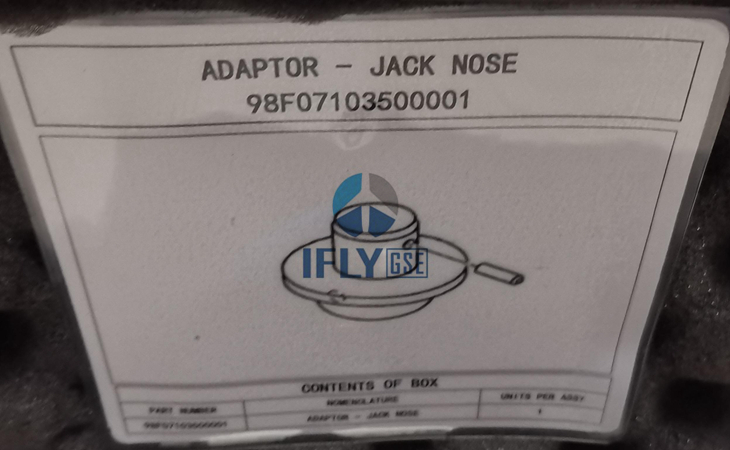 ADAPTOR - JACK NOSE
98F07103500001
IFLY GSE
CONTENTS OF BOX
PART NUMBER NOMENCLATURE UNITS PER ASSY
98F07103500001 ADAPTOR - JACK NOSE 1